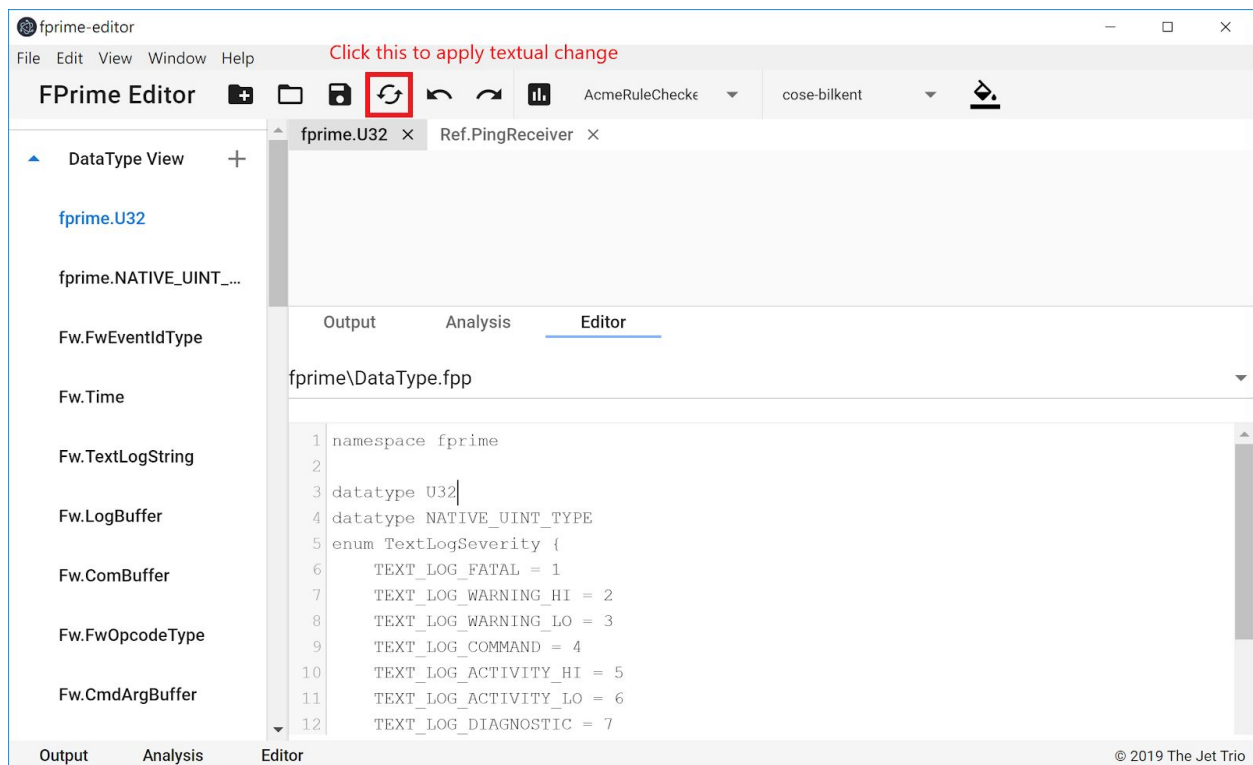 fprime-editor
File Edit View Window Help
Click this to apply textual change
FPrime Editor
AcmeRuleChecke
cose-bilkent
DataType View
fprime.U32
fprime.NATIVE_UINT_...
Fw.FwEventIdType
Fw.Time
Fw.TextLogString
Fw.LogBuffer
Fw.ComBuffer
Fw.FwOpcodeType
Fw.CmdArgBuffer
fprime.U32 Ref.PingReceiver
Output Analysis Editor
fprime\DataType.fpp
1 namespace fprime
2
3 datatype U32
4 datatype NATIVE_UINT_TYPE
5 enum TextLogSeverity {
6 TEXT_LOG_FATAL = 1
7 TEXT_LOG_WARNING_HI = 2
8 TEXT_LOG_WARNING_LO = 3
9 TEXT_LOG_COMMAND = 4
10 TEXT_LOG_ACTIVITY_HI = 5
11 TEXT_LOG_ACTIVITY_LO = 6
12 TEXT_LOG_DIAGNOSTIC = 7
Output Analysis Editor
© 2019 The Jet Trio